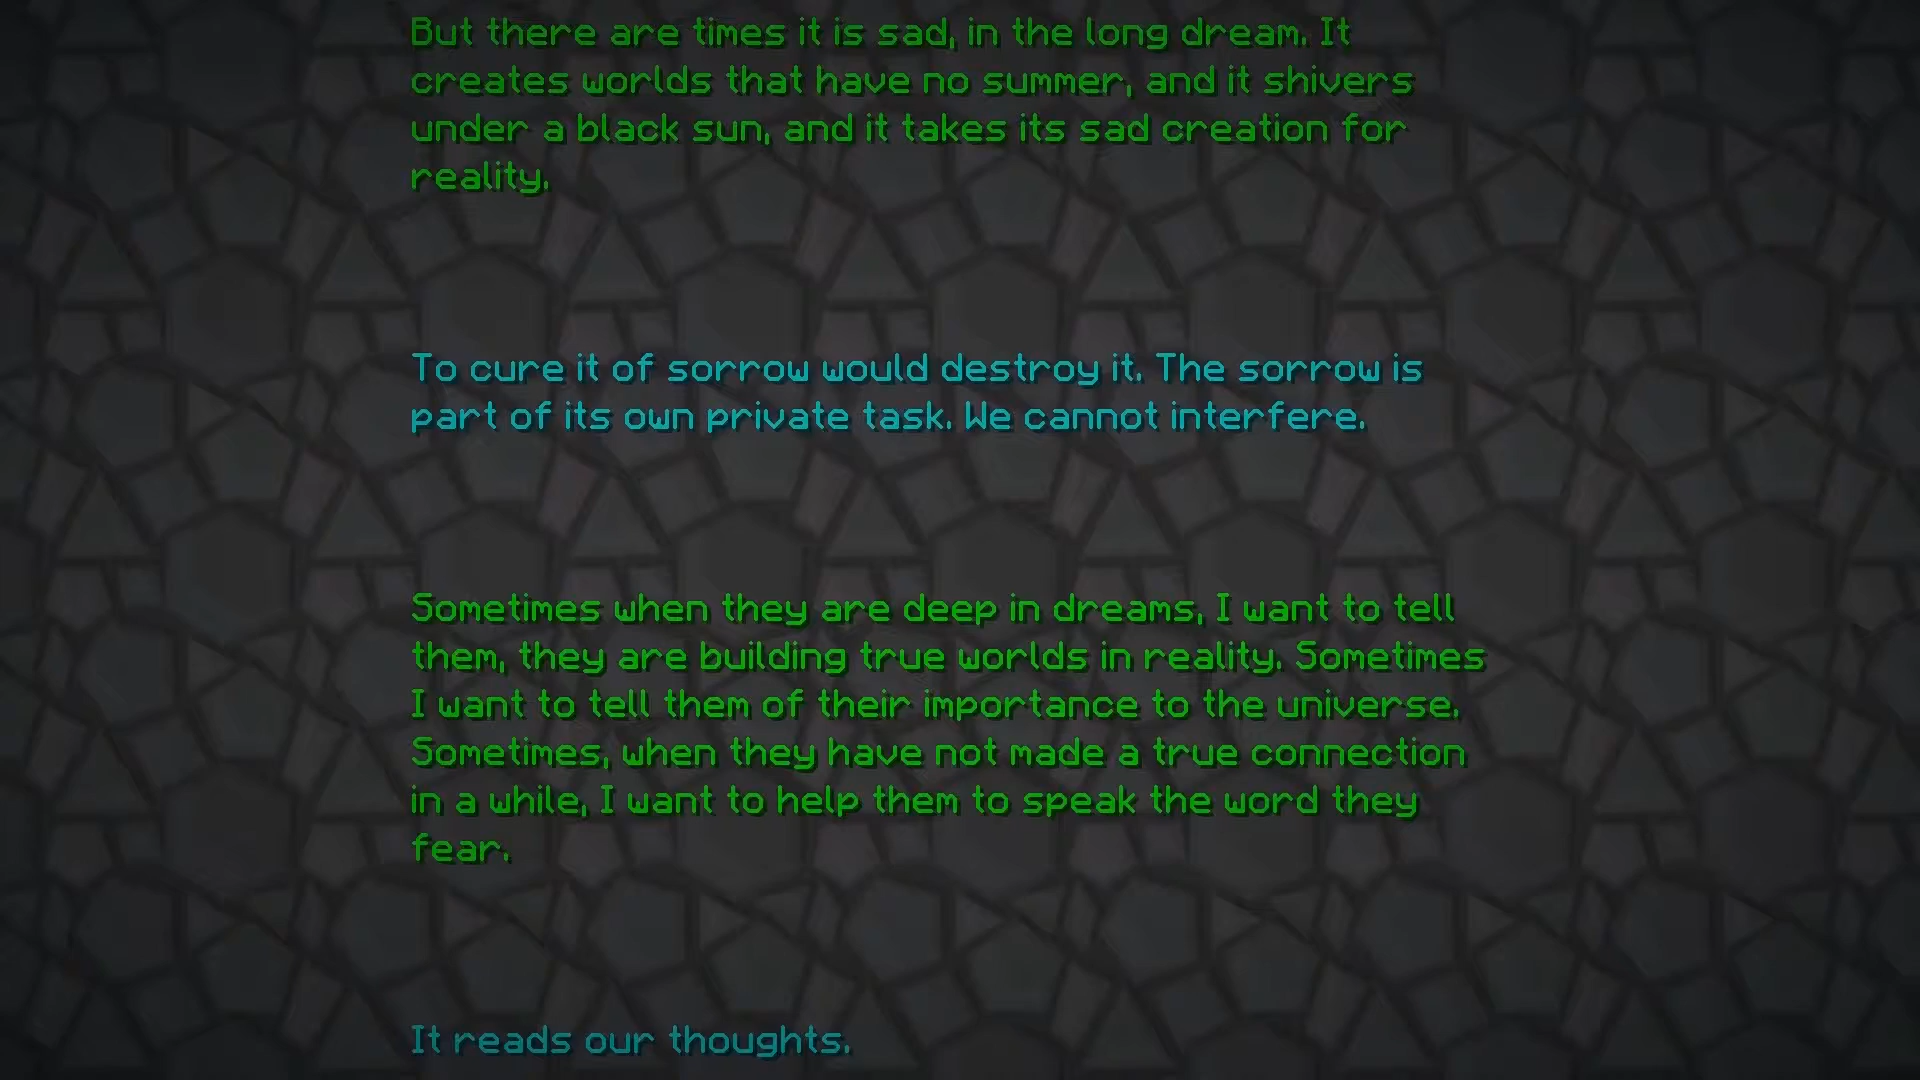 But there are times it is sad, in the long dream. It
creates worlds that have no summer, and it shivers
under a black sun, and it takes its sad creation for
reality.
To cure it of sorrow would destroy it. The sorrow is
part of its own private task. We cannot interfere.
Sometimes when they are deep in dreams, I want to tell
them, they are building true worlds in reality. Sometimes
I want to tell them of their importance to the universe.
Sometimes, when they have not made a true connection
in a while, I want to help them to speak the word they
fear.
It reads our thoughts.